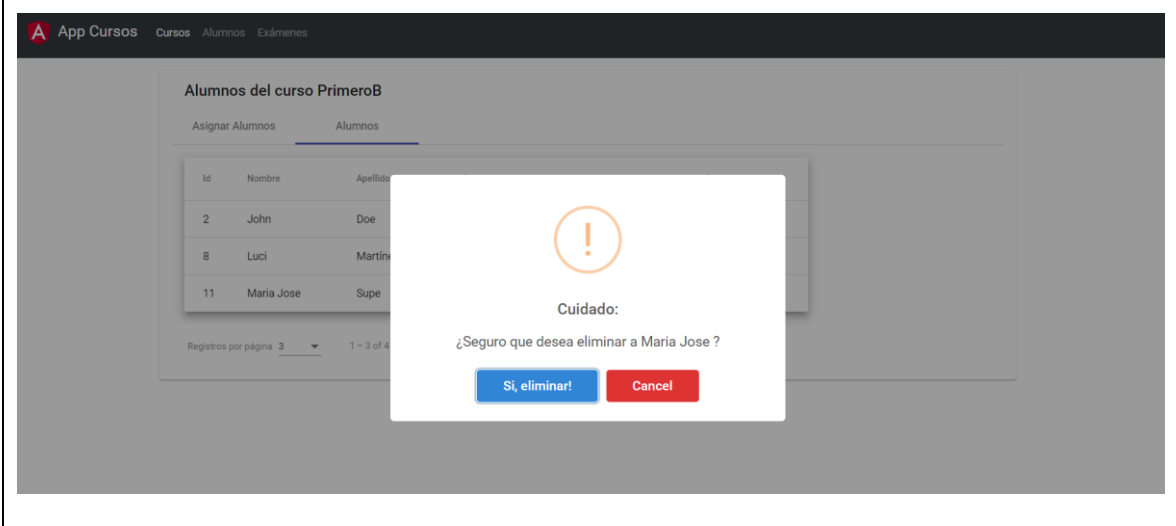 App Cursos Cursos Alumnos Exámenes
Alumnos del curso PrimeroB
Asignar Alumnos Alumnos
Id Nombre Apellido
2 John Doe
8 Luci
11 Maria Jose Supe
Registros por página 3 1 – 3 of 4
!
Cuidado:
¿Seguro que desea eliminar a Maria Jose ?
Si, eliminar! Cancel